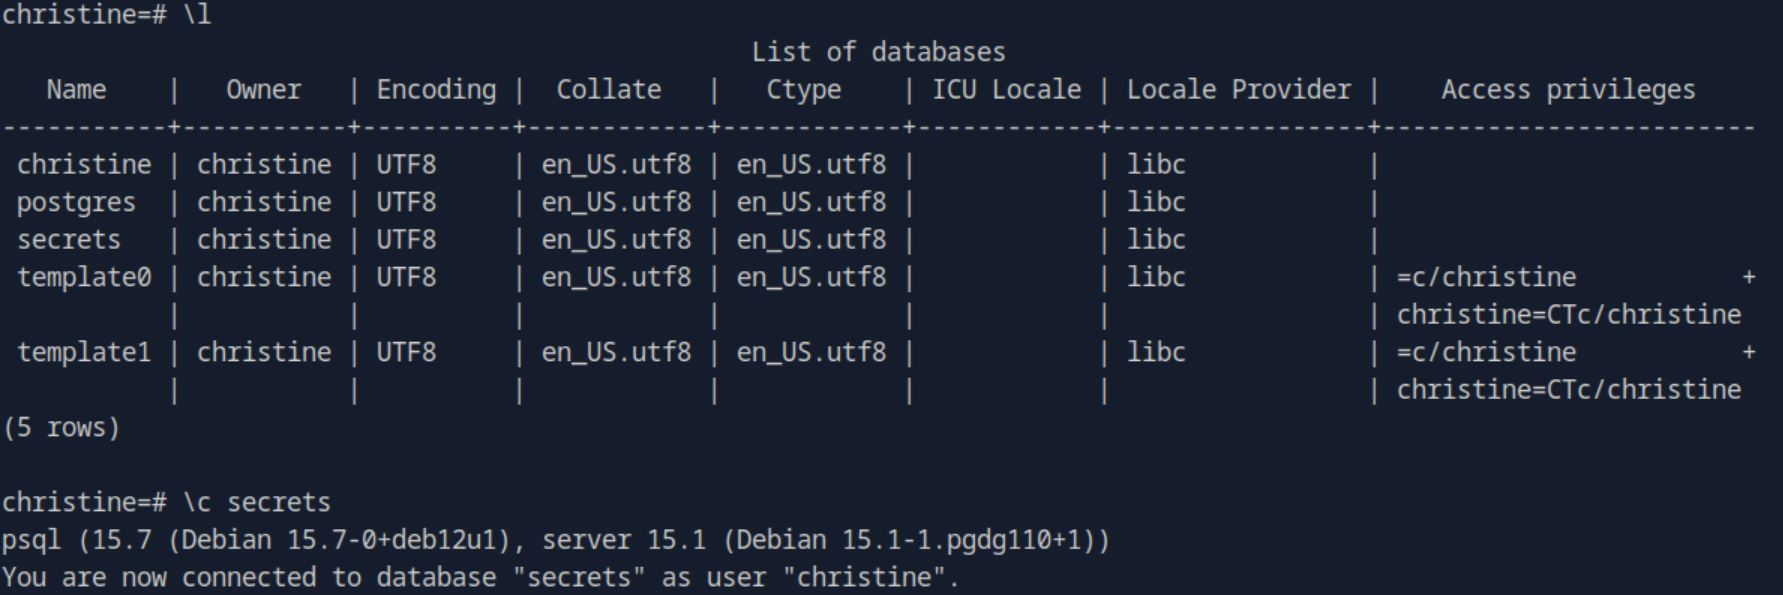 christine=# \l
                                                  List of databases
   Name    |   Owner   | Encoding |  Collate   |   Ctype    | ICU Locale | Locale Provider |    Access privileges
-----------+-----------+----------+------------+------------+------------+-----------------+-------------------------
 christine | christine | UTF8     | en_US.utf8 | en_US.utf8 |            | libc            |
 postgres  | christine | UTF8     | en_US.utf8 | en_US.utf8 |            | libc            |
 secrets   | christine | UTF8     | en_US.utf8 | en_US.utf8 |            | libc            |
 template0 | christine | UTF8     | en_US.utf8 | en_US.utf8 |            | libc            | =c/christine           +
           |           |          |            |            |            |                 | christine=CTc/christine
 template1 | christine | UTF8     | en_US.utf8 | en_US.utf8 |            | libc            | =c/christine           +
           |           |          |            |            |            |                 | christine=CTc/christine
(5 rows)

christine=# \c secrets
psql (15.7 (Debian 15.7-0+deb12u1), server 15.1 (Debian 15.1-1.pgdg110+1))
You are now connected to database "secrets" as user "christine".